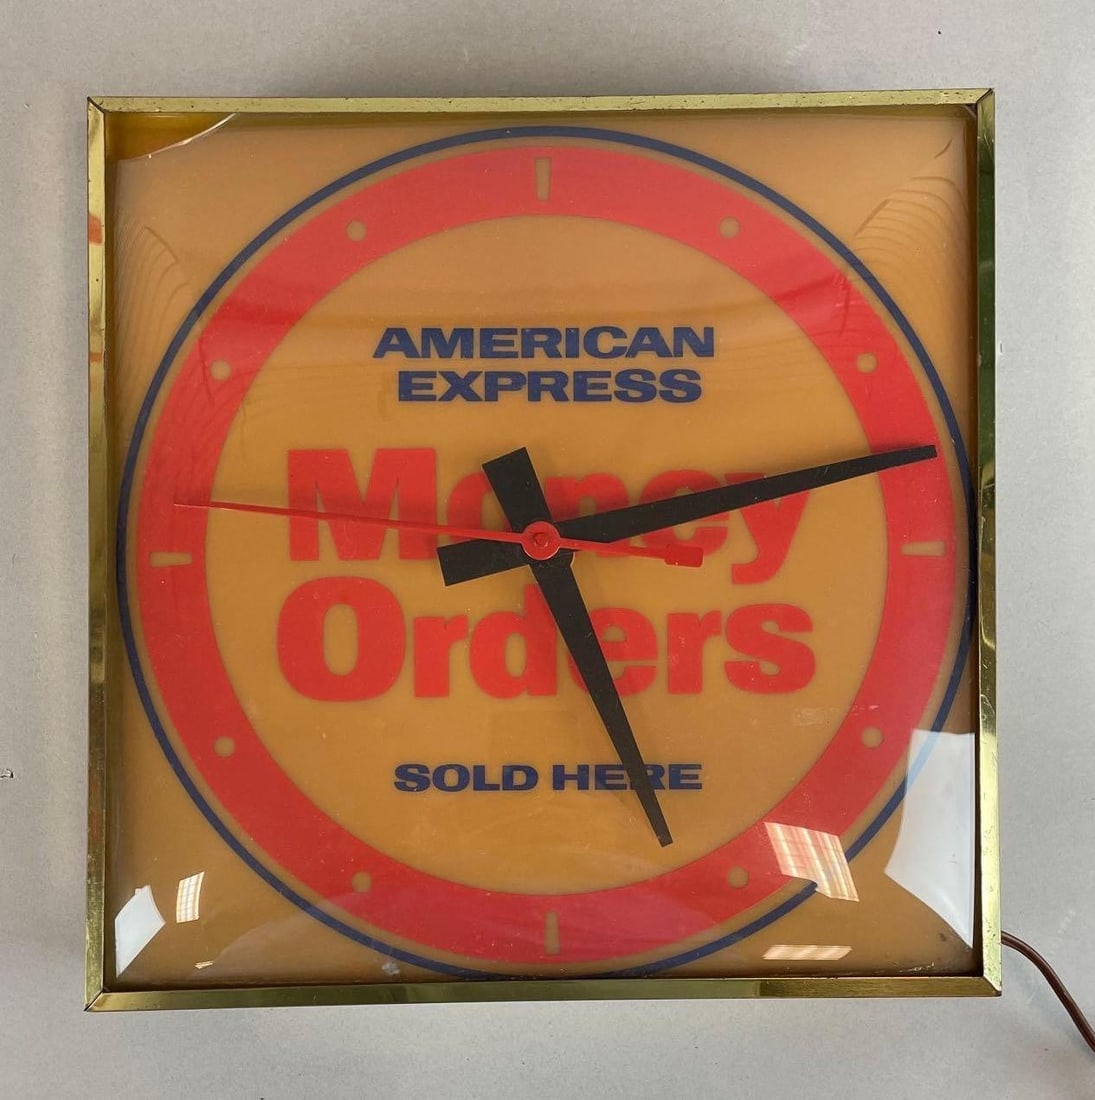 AMERICAN
EXPRESS
Money
Orders
SOLD HERE